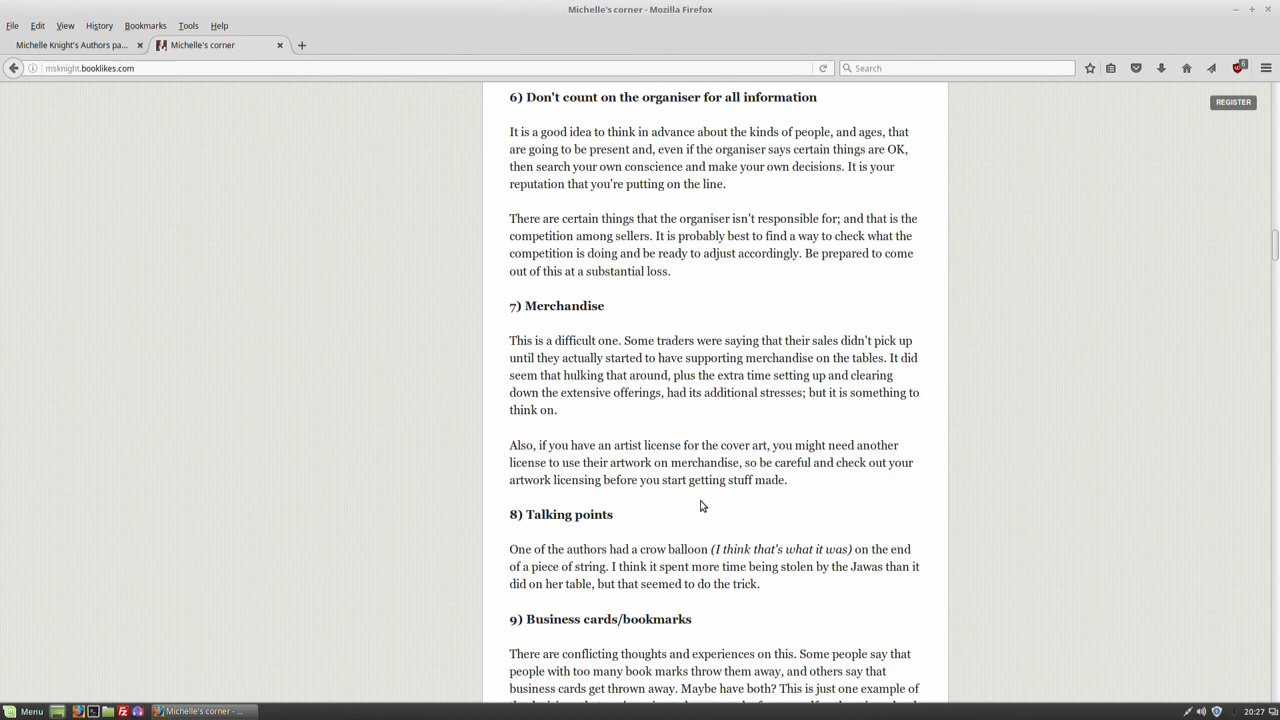 Michelle's corner - Mozilla Firefox
File Edit View History Bookmarks Tools Help
Michelle Knight's Authors pa...
Michelle's corner
msknight.booklikes.com
Search
6
REGISTER
6) Don't count on the organiser for all information
It is a good idea to think in advance about the kinds of people, and ages, that
are going to be present and, even if the organiser says certain things are OK,
then search your own conscience and make your own decisions. It is your
reputation that you're putting on the line.
There are certain things that the organiser isn't responsible for; and that is the
competition among sellers. It is probably best to find a way to check what the
competition is doing and be ready to adjust accordingly. Be prepared to come
out of this at a substantial loss.
7) Merchandise
This is a difficult one. Some traders were saying that their sales didn't pick up
until they actually started to have supporting merchandise on the tables. It did
seem that hulking that around, plus the extra time setting up and clearing
down the extensive offerings, had its additional stresses; but it is something to
think on.
Also, if you have an artist license for the cover art, you might need another
license to use their artwork on merchandise, so be careful and check out your
artwork licensing before you start getting stuff made.
8) Talking points
One of the authors had a crow balloon (I think that's what it was) on the end
of a piece of string. I think it spent more time being stolen by the Jawas than it
did on her table, but that seemed to do the trick.
9) Business cards/bookmarks
There are conflicting thoughts and experiences on this. Some people say that
people with too many book marks throw them away, and others say that
business cards get thrown away. Maybe have both? This is just one example of
Menu
Michelle's corner - ...
20:27